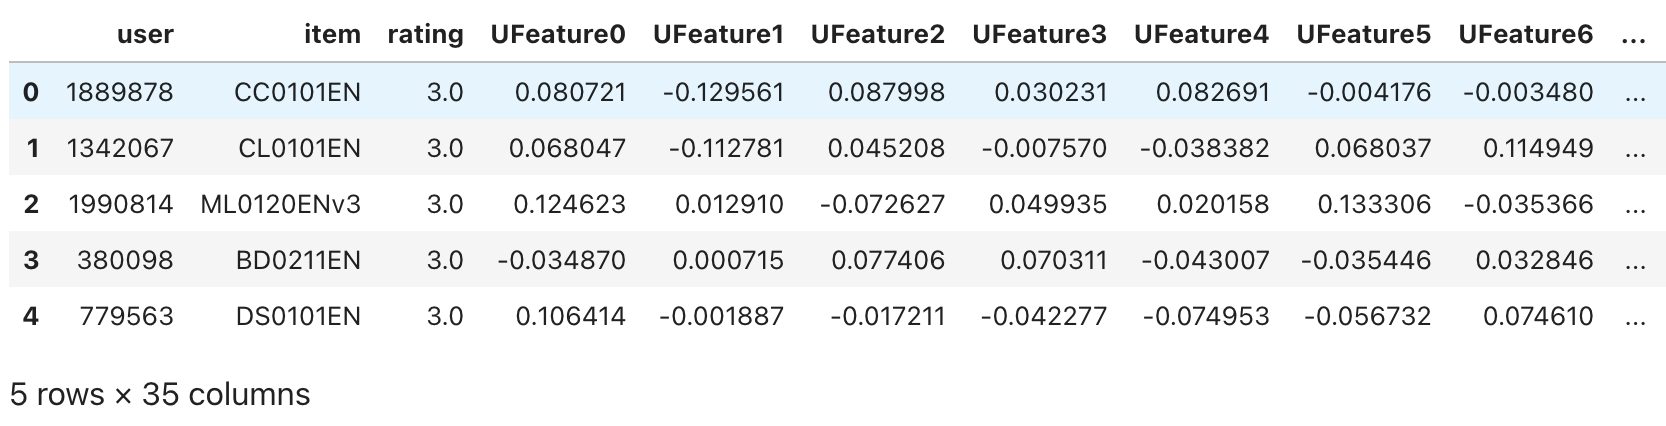 user item rating UFeature0 UFeature1 UFeature2 UFeature3 UFeature4 UFeature5 UFeature6 ...
0 1889878 CC0101EN 3.0 0.080721 -0.129561 0.087998 0.030231 0.082691 -0.004176 -0.003480 ...
1 1342067 CL0101EN 3.0 0.068047 -0.112781 0.045208 -0.007570 -0.038382 0.068037 0.114949 ...
2 1990814 ML0120ENv3 3.0 0.124623 0.012910 -0.072627 0.049935 0.020158 0.133306 -0.035366 ...
3 380098 BD0211EN 3.0 -0.034870 0.000715 0.077406 0.070311 -0.043007 -0.035446 0.032846 ...
4 779563 DS0101EN 3.0 0.106414 -0.001887 -0.017211 -0.042277 -0.074953 -0.056732 0.074610 ...
5 rows × 35 columns